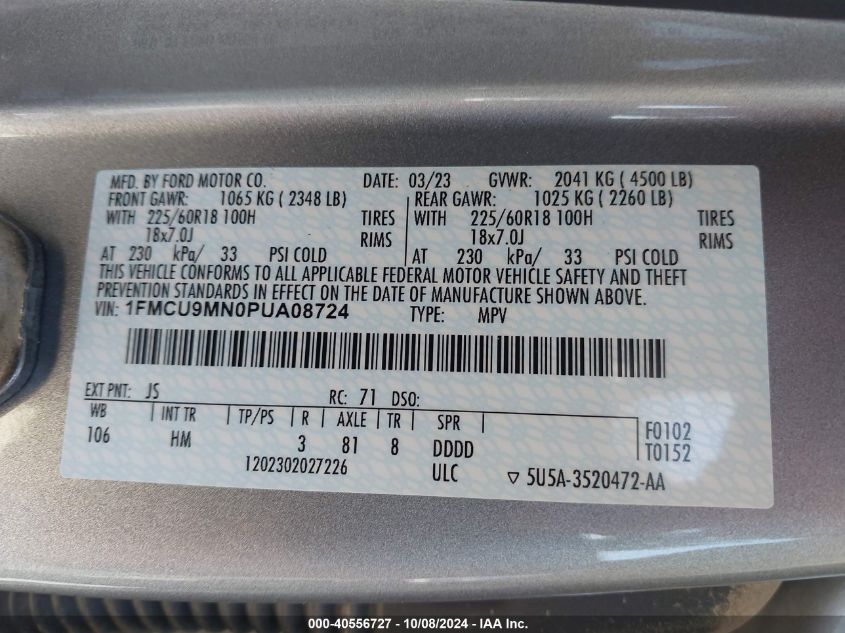 MFD. BY FORD MOTOR CO. DATE: 03/23 GVWR: 2041 KG ( 4500 LB)
FRONT GAWR: 1065 KG ( 2348 LB) REAR GAWR: 1025 KG ( 2260 LB)
WITH 225/60R18 100H TIRES WITH 225/60R18 100H TIRES
18x7.0J RIMS 18x7.0J RIMS
AT 230 kPa/ 33 PSI COLD AT 230 kPa/ 33 PSI COLD
THIS VEHICLE CONFORMS TO ALL APPLICABLE FEDERAL MOTOR VEHICLE SAFETY AND THEFT
PREVENTION STANDARDS IN EFFECT ON THE DATE OF MANUFACTURE SHOWN ABOVE.
VIN: 1FMCU9MN0PUA08724 TYPE: MPV
EXT PNT: JS RC: 71 DSO:
WB INT TR TP/PS R AXLE TR SPR F0102
106 HM 3 81 8 DDDD T0152
1202302027226 ULC ▽ 5U5A-3520472-AA
000-40556727 - 10/08/2024 - IAA Inc.